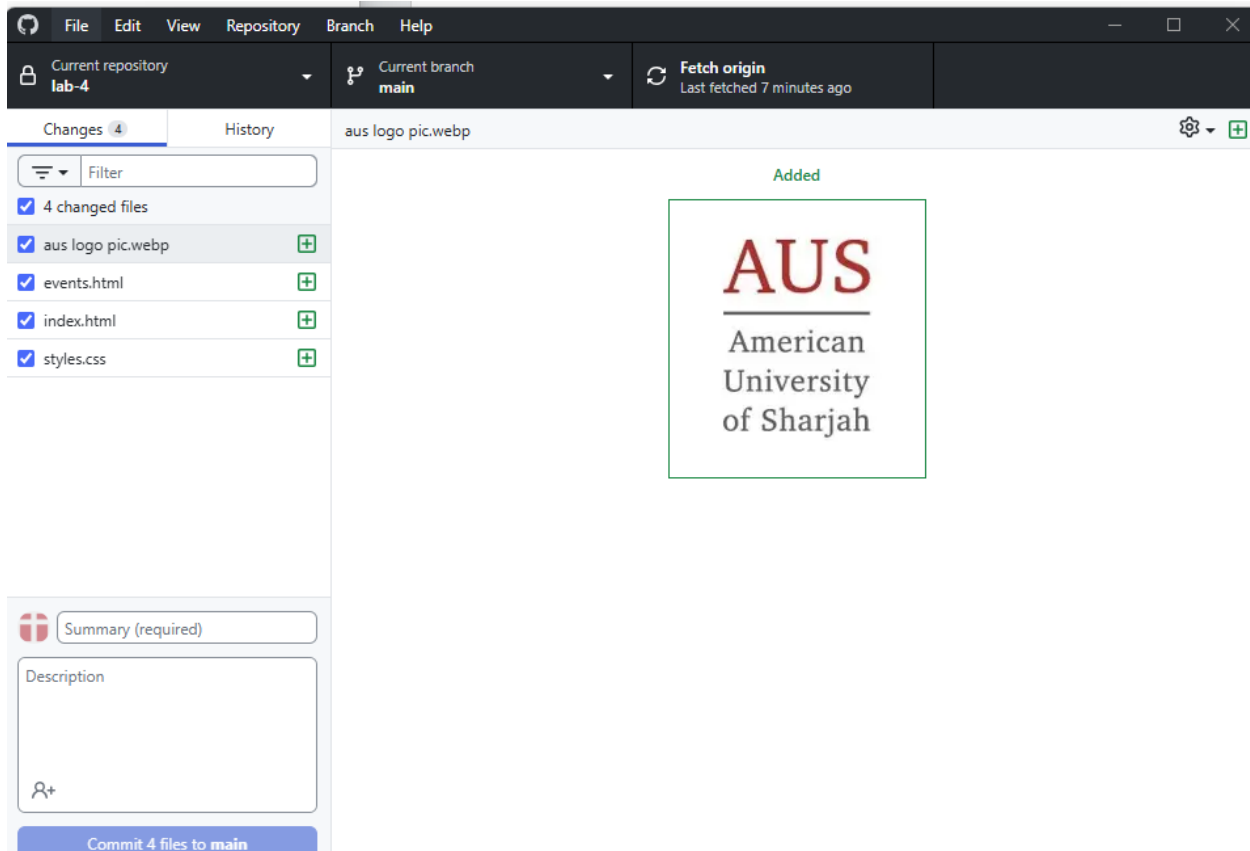 File Edit View Repository Branch Help
Current repository
lab-4
Current branch
main
Fetch origin
Last fetched 7 minutes ago
Changes 4
History
aus logo pic.webp
Filter
4 changed files
aus logo pic.webp
events.html
index.html
styles.css
Summary (required)
Description
Commit 4 files to main
Added
AUS
American
University
of Sharjah